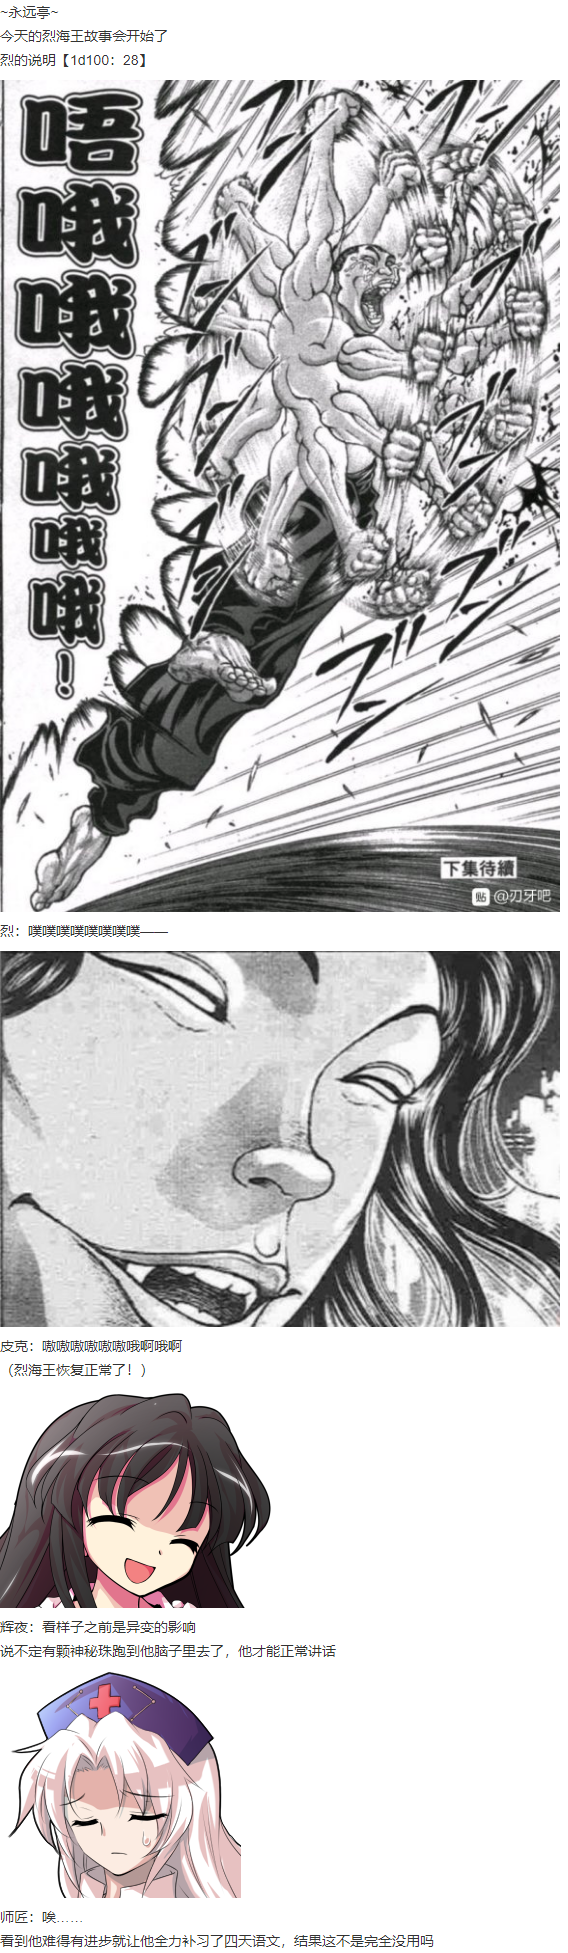 ~永远亭~
今天的烈海王故事会开始了
烈的说明【1d100：28】
唔哦哦哦哦哦哦！
下集待續
贴 @刃牙吧
烈：噗噗噗噗噗噗噗噗——
皮克：嗷嗷嗷嗷嗷嗷哦啊哦啊
（烈海王恢复正常了！）
辉夜：看样子之前是异变的影响
说不定有颗神秘珠跑到他脑子里去了，他才能正常讲话
师匠：唉……
看到他难得有进步就让他全力补习了四天语文，结果这不是完全没用吗